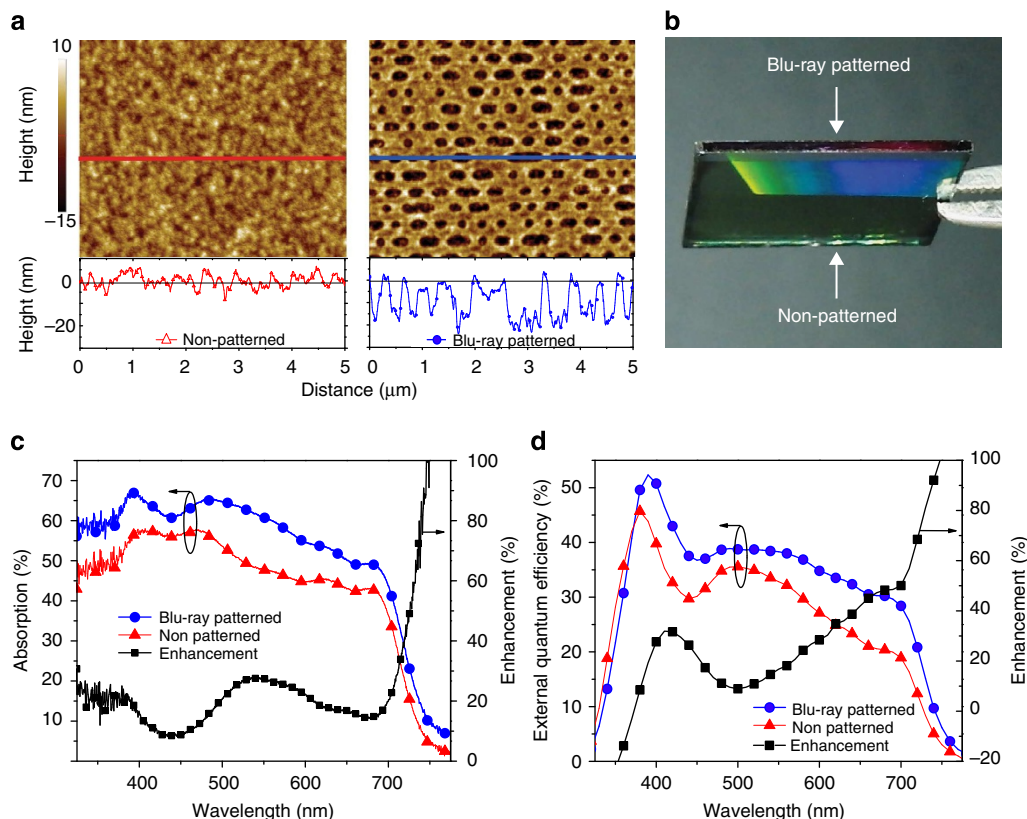 a
10
Height (nm)
–15
0
–20
Height (nm)
Non-patterned
Blu-ray patterned
0 1 2 3 4 5
0 1 2 3 4 5
Distance (μm)
b
Blu-ray patterned
Non-patterned
c
70
60
50
40
30
20
10
Absorption (%)
100
80
60
40
20
0
Enhancement (%)
Blu-ray patterned
Non patterned
Enhancement
400 500 600 700
Wavelength (nm)
d
50
40
30
20
10
0
External quantum efficiency (%)
100
80
60
40
20
0
–20
Enhancement (%)
Blu-ray patterned
Non patterned
Enhancement
400 500 600 700
Wavelength (nm)